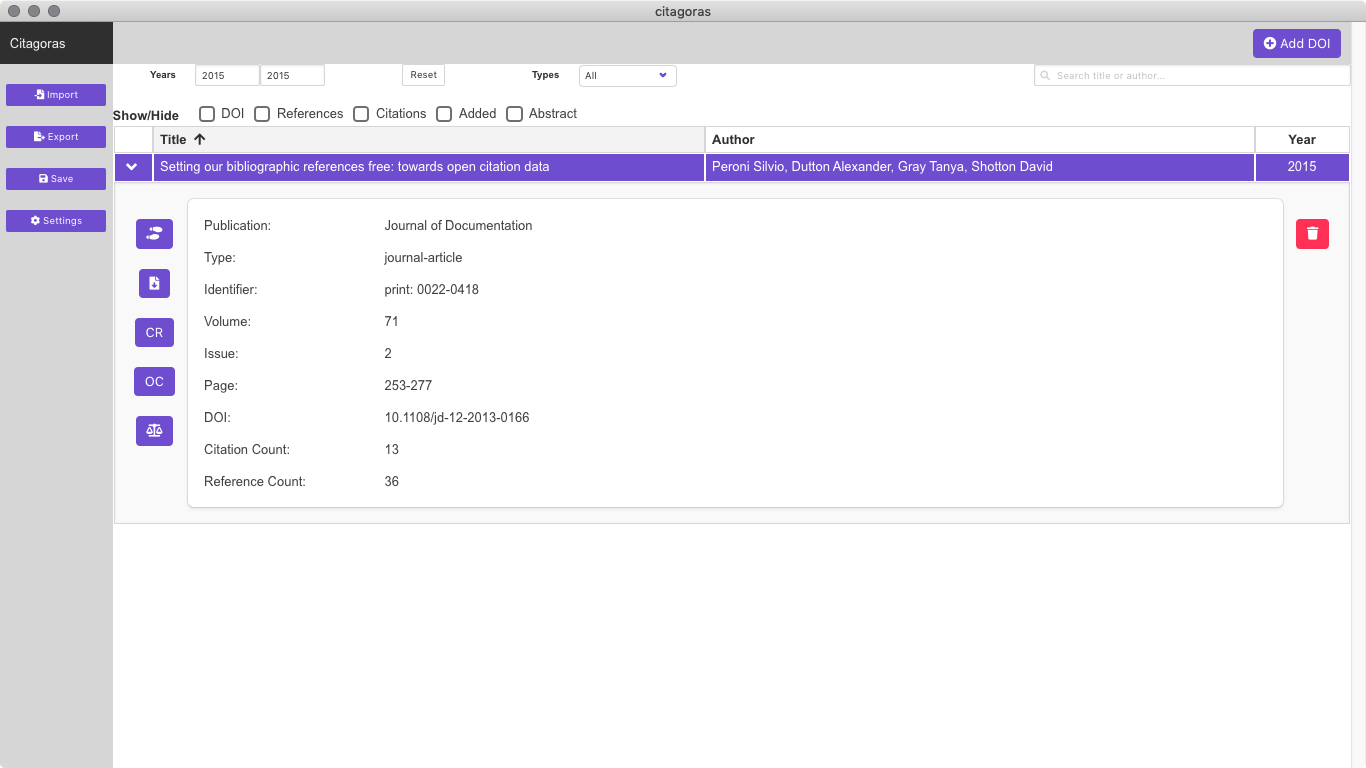 citagoras
Citagoras
Add DOI
Import
Export
Save
Settings
Years 2015 2015 Reset Types All Search title or author...
Show/Hide DOI References Citations Added Abstract
Title Author Year
Setting our bibliographic references free: towards open citation data Peroni Silvio, Dutton Alexander, Gray Tanya, Shotton David 2015
CR
OC
Publication: Journal of Documentation
Type: journal-article
Identifier: print: 0022-0418
Volume: 71
Issue: 2
Page: 253-277
DOI: 10.1108/jd-12-2013-0166
Citation Count: 13
Reference Count: 36